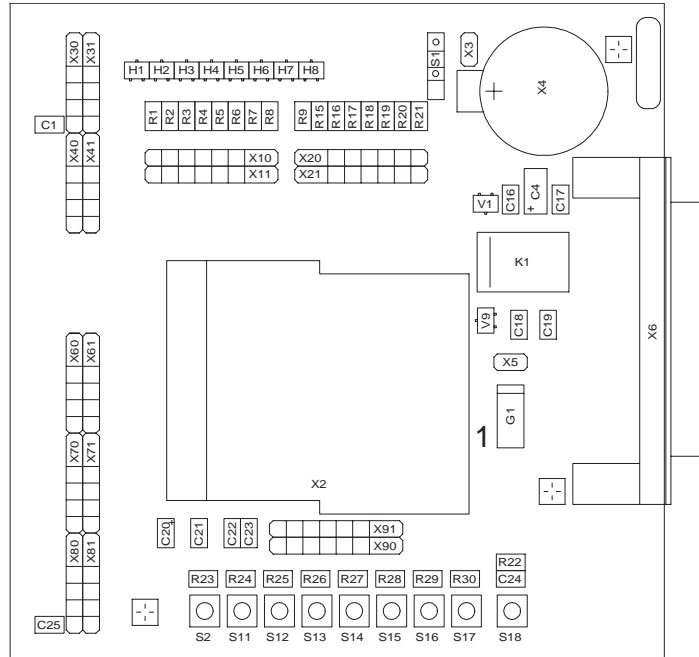 X30 X31
S1 X3
H1 H2 H3 H4 H5 H6 H7 H8
X4
C1
R1 R2 R3 R4 R5 R6 R7 R8 R9 R15 R16 R17 R18 R19 R20 R21
X40 X41
X10 X20
X11 X21
V1 C16 + C4 C17
K1
V9 C18 C19
X6
X60 X61
X5
G1
1
X70 X71
X2
C20 + C21 C22 C23 X91
X90
X80 X81
R22
R23 R24 R25 R26 R27 R28 R29 R30 C24
C25
S2 S11 S12 S13 S14 S15 S16 S17 S18